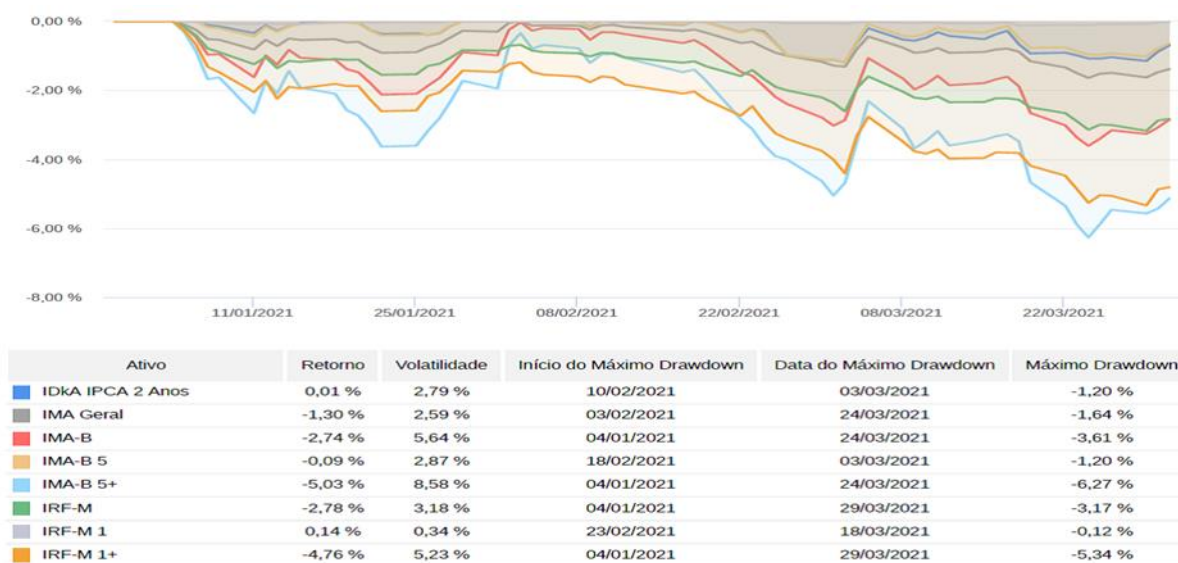 0,00 %
-2,00 %
-4,00 %
-6,00 %
-8,00 %
11/01/2021 25/01/2021 08/02/2021 22/02/2021 08/03/2021 22/03/2021
Ativo Retorno Volatilidade Início do Máximo Drawdown Data do Máximo Drawdown Máximo Drawdown
IDkA IPCA 2 Anos 0,01 % 2,79 % 10/02/2021 03/03/2021 -1,20 %
IMA Geral -1,30 % 2,59 % 03/02/2021 24/03/2021 -1,64 %
IMA-B -2,74 % 5,64 % 04/01/2021 24/03/2021 -3,61 %
IMA-B 5 -0,09 % 2,87 % 18/02/2021 03/03/2021 -1,20 %
IMA-B 5+ -5,03 % 8,58 % 04/01/2021 24/03/2021 -6,27 %
IRF-M -2,78 % 3,18 % 04/01/2021 29/03/2021 -3,17 %
IRF-M 1 0,14 % 0,34 % 23/02/2021 18/03/2021 -0,12 %
IRF-M 1+ -4,76 % 5,23 % 04/01/2021 29/03/2021 -5,34 %